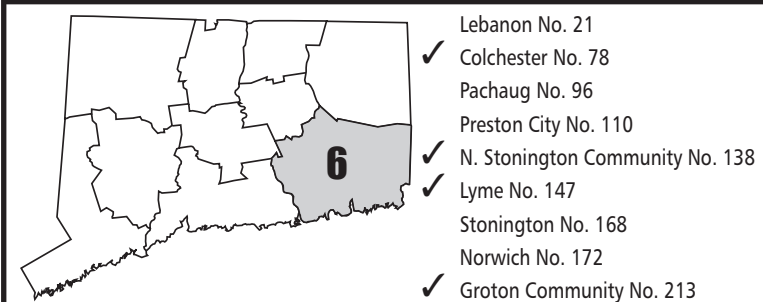 6
Lebanon No. 21
✓ Colchester No. 78
Pachaug No. 96
Preston City No. 110
✓ N. Stonington Community No. 138
✓ Lyme No. 147
Stonington No. 168
Norwich No. 172
✓ Groton Community No. 213